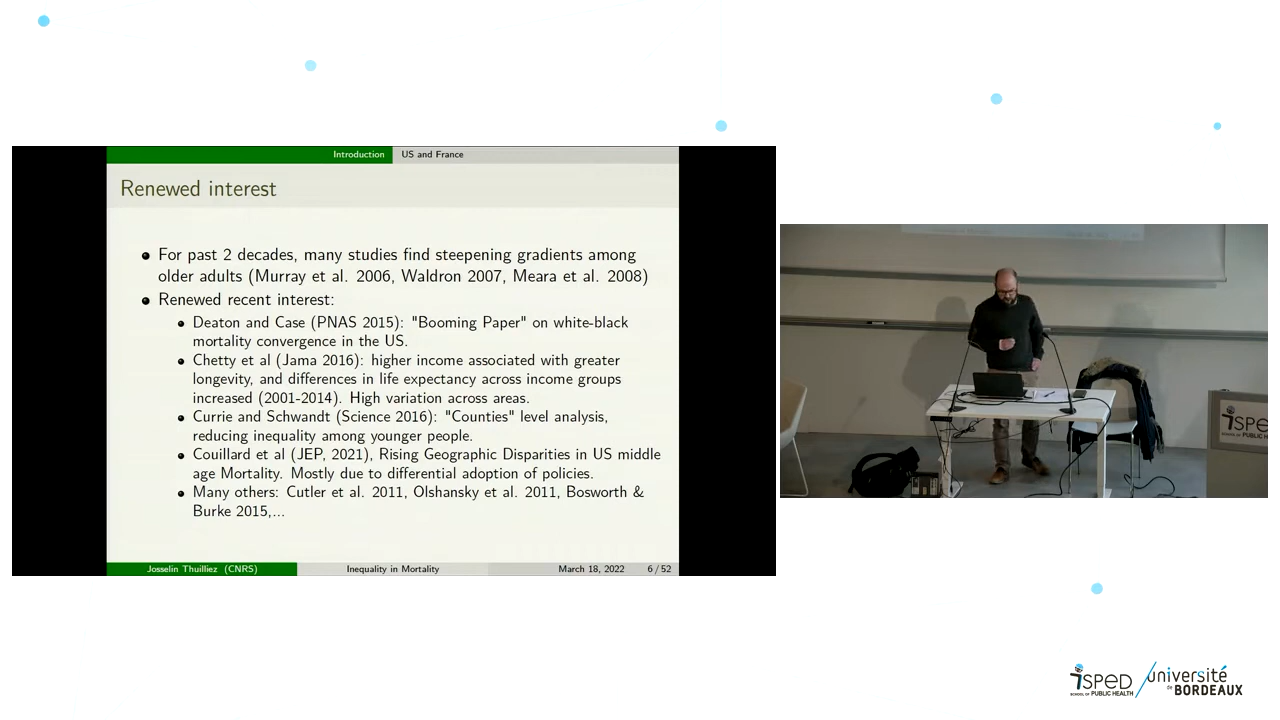 Introduction US and France
Renewed interest
For past 2 decades, many studies find steepening gradients among
older adults (Murray et al. 2006, Waldron 2007, Meara et al. 2008)
Renewed recent interest:
Deaton and Case (PNAS 2015): "Booming Paper" on white-black
mortality convergence in the US.
Chetty et al (Jama 2016): higher income associated with greater
longevity, and differences in life expectancy across income groups
increased (2001-2014). High variation across areas.
Currie and Schwandt (Science 2016): "Counties" level analysis,
reducing inequality among younger people.
Couillard et al (JEP, 2021), Rising Geographic Disparities in US middle
age Mortality. Mostly due to differential adoption of policies.
Many others: Cutler et al. 2011, Olshansky et al. 2011, Bosworth &
Burke 2015,...
Josselin Thuilliez (CNRS) Inequality in Mortality March 18, 2022 6 / 52
iSPED
iSPED
SCHOOL OF PUBLIC HEALTH
université
de BORDEAUX